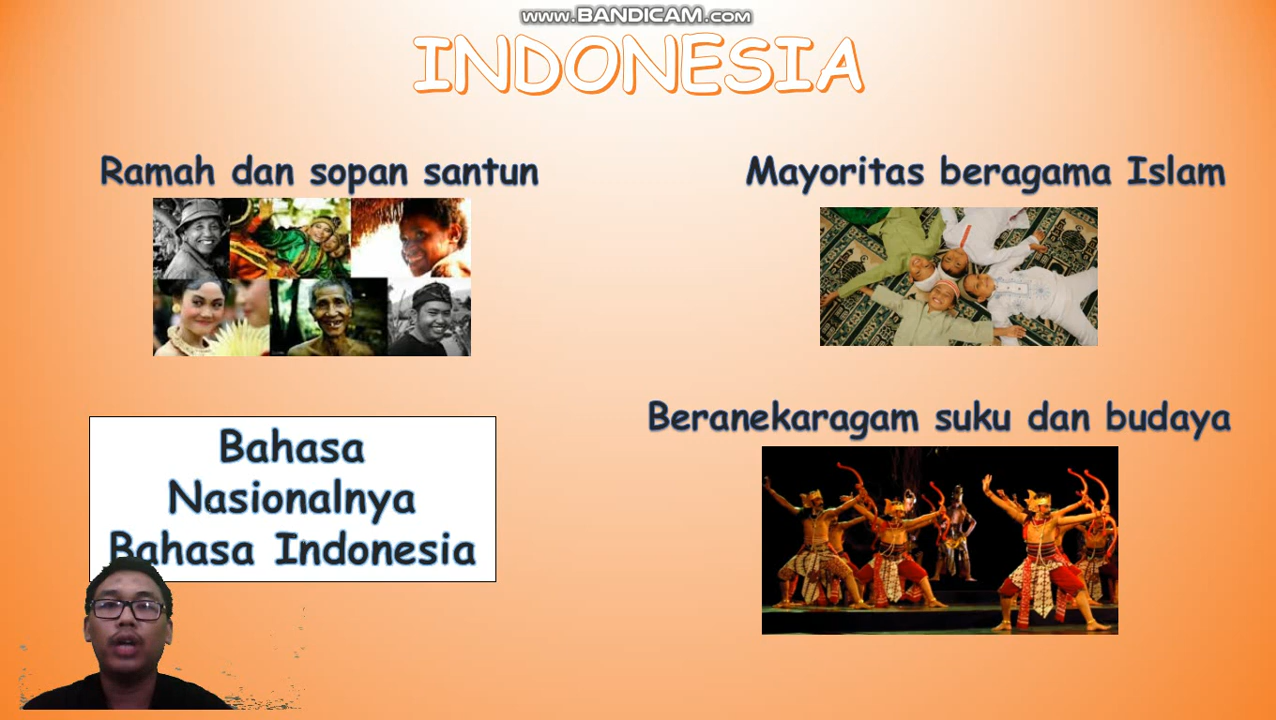 www.BANDICAM.com
INDONESIA
Ramah dan sopan santun
Mayoritas beragama Islam
Bahasa
Nasionalnya
Bahasa Indonesia
Beranekaragam suku dan budaya